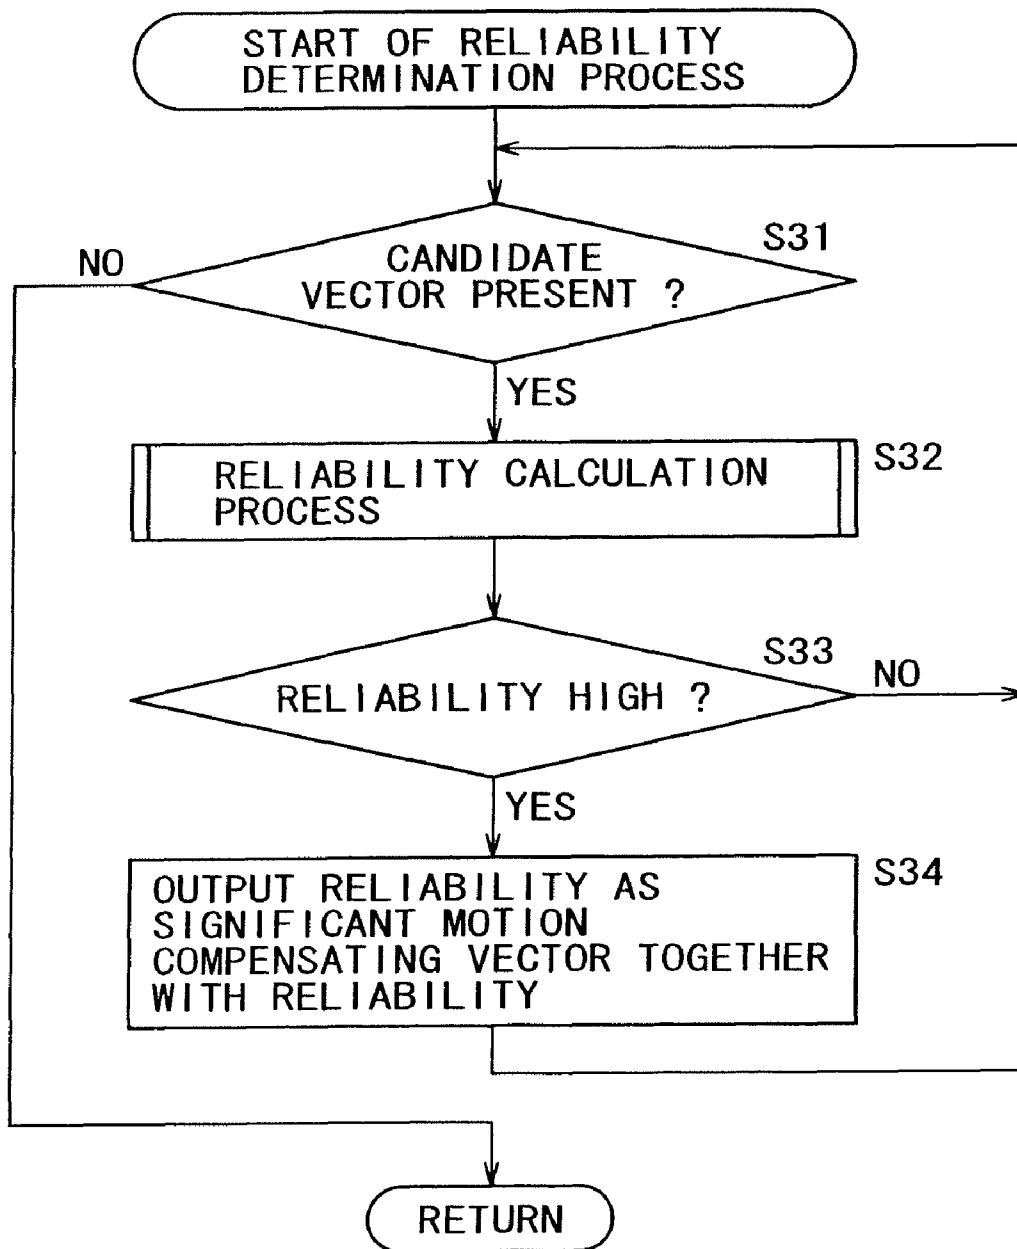 START OF RELIABILITY
DETERMINATION PROCESS
S31
NO
CANDIDATE
VECTOR PRESENT ?
YES
S32
RELIABILITY CALCULATION
PROCESS
S33
NO
RELIABILITY HIGH ?
YES
S34
OUTPUT RELIABILITY AS
SIGNIFICANT MOTION
COMPENSATING VECTOR TOGETHER
WITH RELIABILITY
RETURN